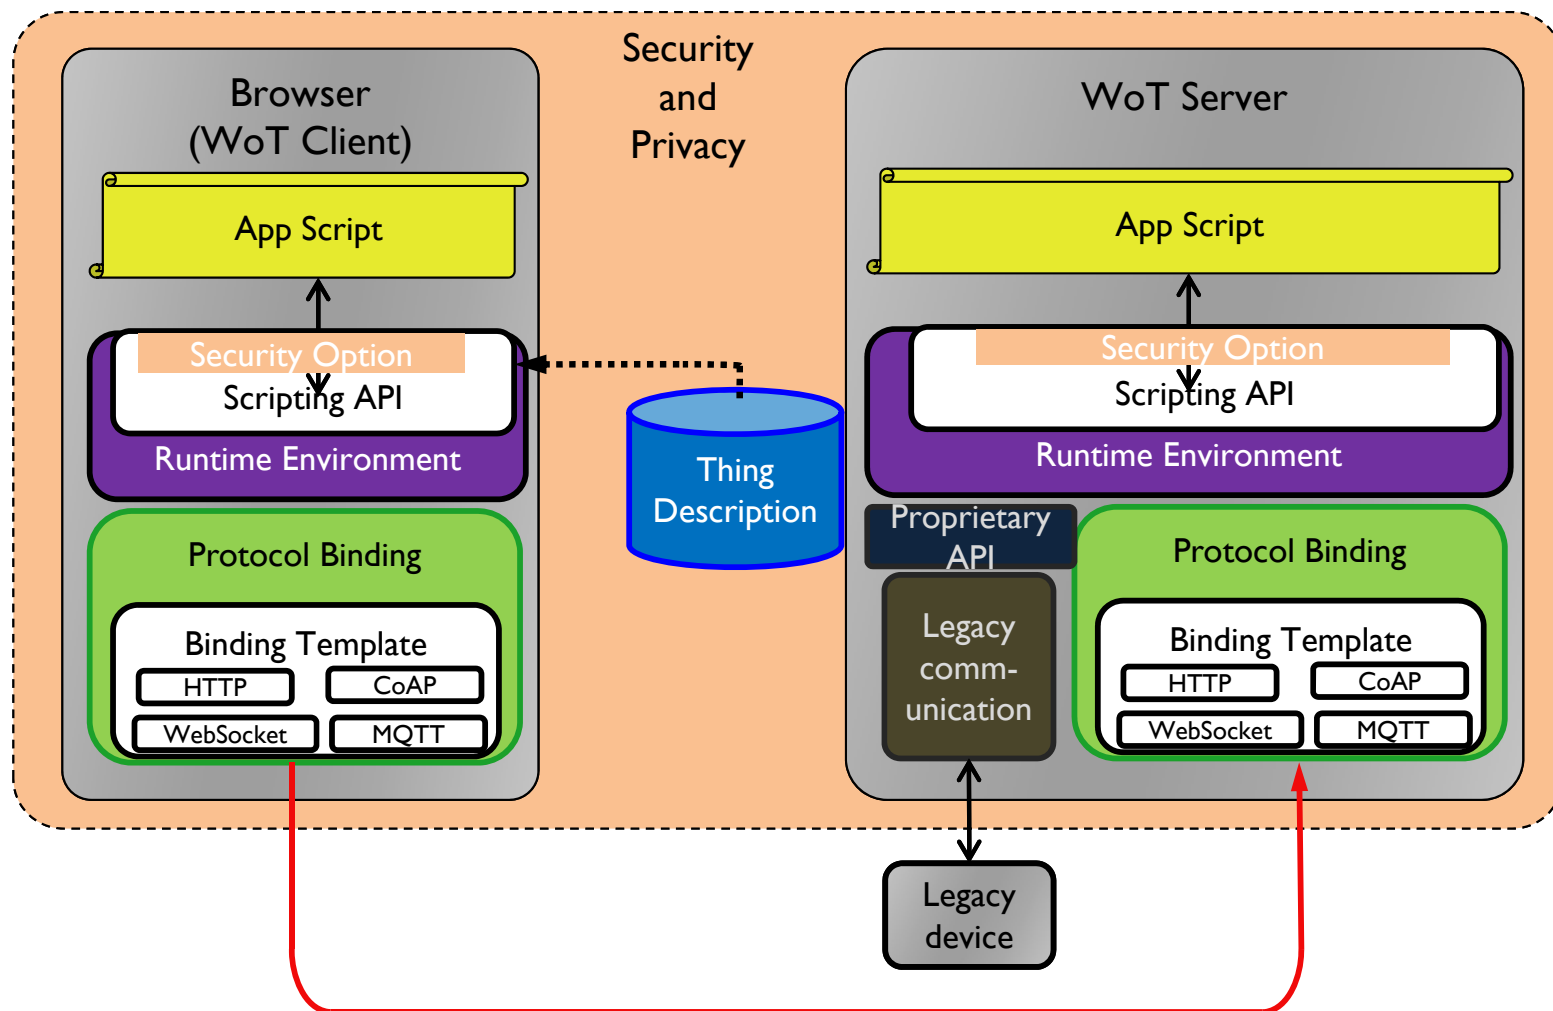 Security
and
Privacy
Browser
(WoT Client)
App Script
Security Option
Scripting API
Runtime Environment
Protocol Binding
Binding Template
HTTP
CoAP
WebSocket
MQTT
Thing
Description
WoT Server
App Script
Security Option
Scripting API
Runtime Environment
Proprietary
API
Legacy
comm-
unication
Protocol Binding
Binding Template
HTTP
CoAP
WebSocket
MQTT
Legacy
device